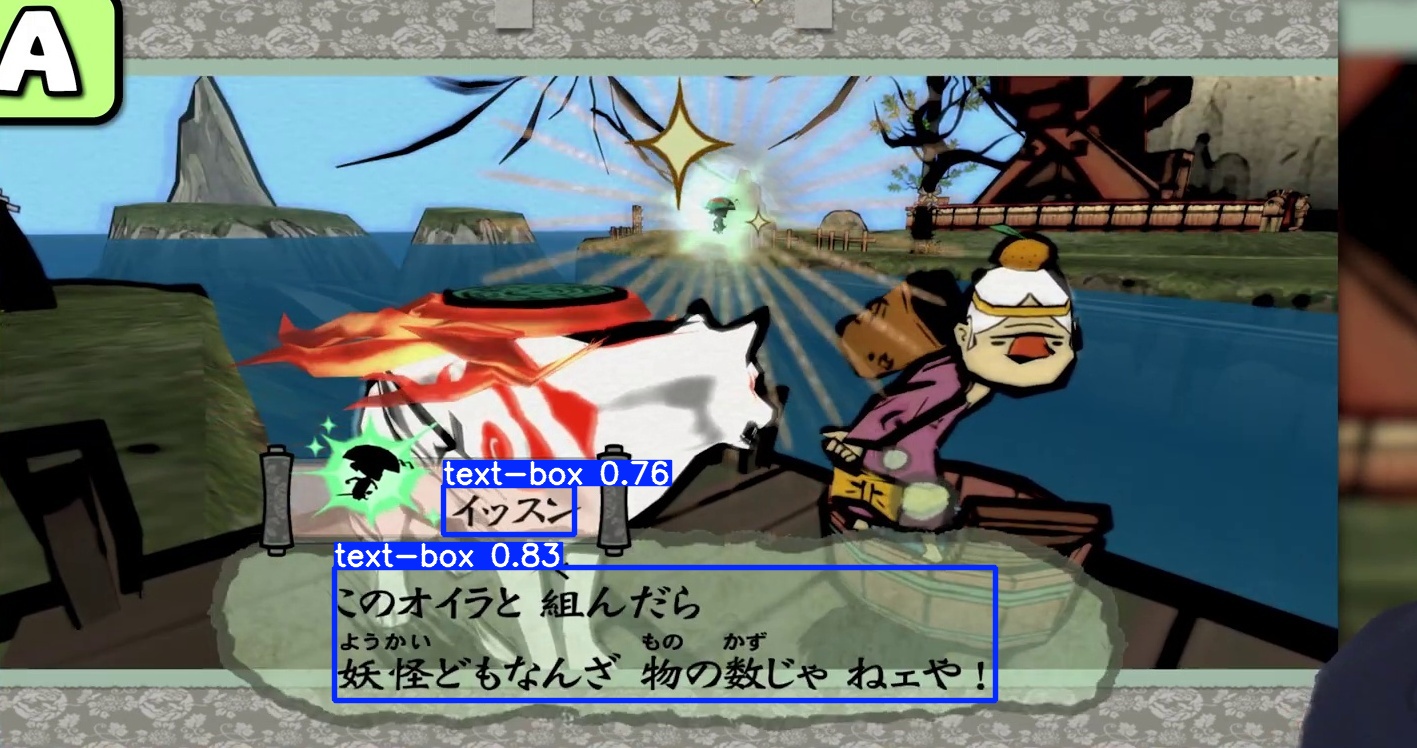 A
text-box 0.76
イッスン
text-box 0.83
このオイラと 組んだら
ようかい もの かず
妖怪どもなんざ 物の数じゃ ねェや！